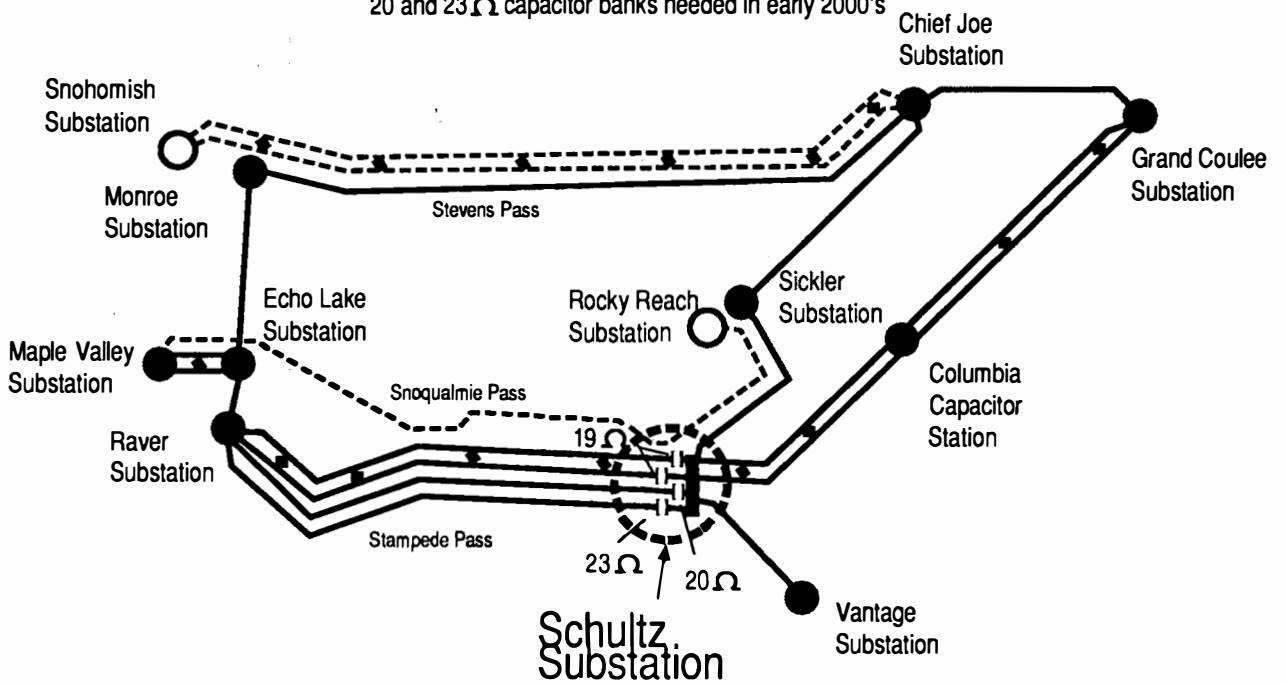 20 and 23 Ω capacitor banks needed in early 2000's
Chief Joe
Substation
Snohomish
Substation
Grand Coulee
Substation
Monroe
Substation
Stevens Pass
Echo Lake
Substation
Rocky Reach
Substation
Sickler
Substation
Maple Valley
Substation
Columbia
Capacitor
Station
Snoqualmie Pass
19 Ω
Raver
Substation
Stampede Pass
23 Ω
20 Ω
Vantage
Substation
Schultz
Substation